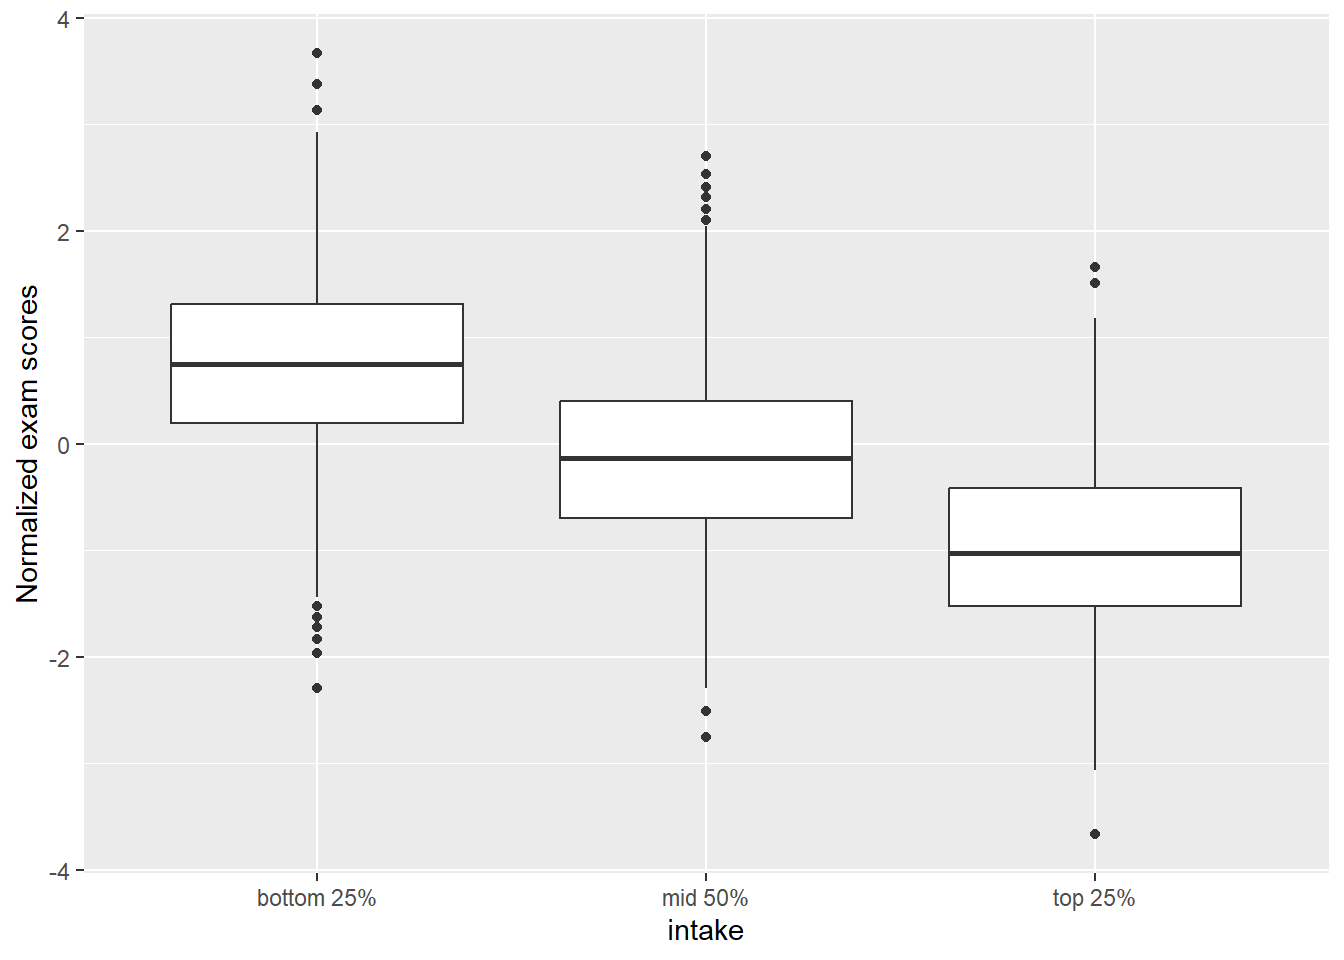 4
2
0
-2
-4
Normalized exam scores
bottom 25%
mid 50%
top 25%
intake